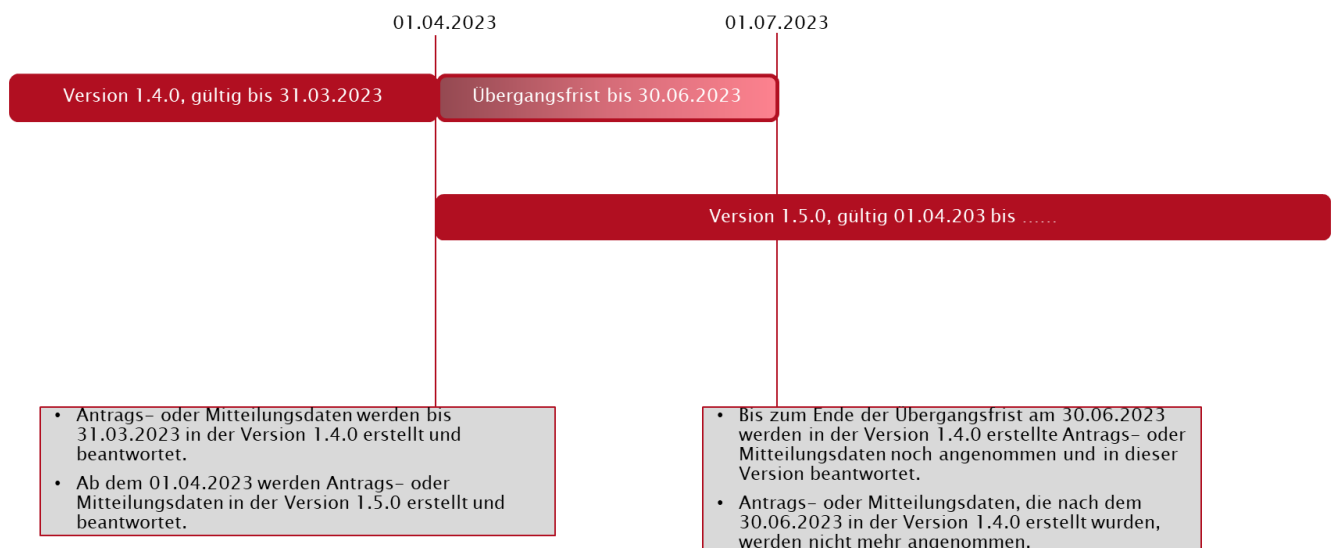 01.04.2023
01.07.2023
Version 1.4.0, gültig bis 31.03.2023
Übergangsfrist bis 30.06.2023
Version 1.5.0, gültig 01.04.203 bis ……
• Antrags- oder Mitteilungsdaten werden bis
31.03.2023 in der Version 1.4.0 erstellt und
beantwortet.
• Ab dem 01.04.2023 werden Antrags- oder
Mitteilungsdaten in der Version 1.5.0 erstellt und
beantwortet.
• Bis zum Ende der Übergangsfrist am 30.06.2023
werden in der Version 1.4.0 erstellte Antrags- oder
Mitteilungsdaten noch angenommen und in dieser
Version beantwortet.
• Antrags- oder Mitteilungsdaten, die nach dem
30.06.2023 in der Version 1.4.0 erstellt wurden,
werden nicht mehr angenommen.